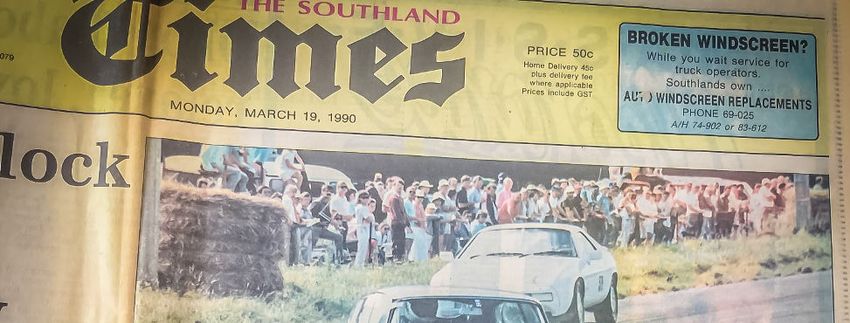 THE SOUTHLAND
Times
MONDAY, MARCH 19, 1990
PRICE 50c
Home Delivery 45c
plus delivery fee
where applicable
Prices include GST
BROKEN WINDSCREEN?
While you wait service for
truck operators.
Southlands own ....
AUTO WINDSCREEN REPLACEMENTS
PHONE 69-025
A/H 74-902 or 83-612
079
lock